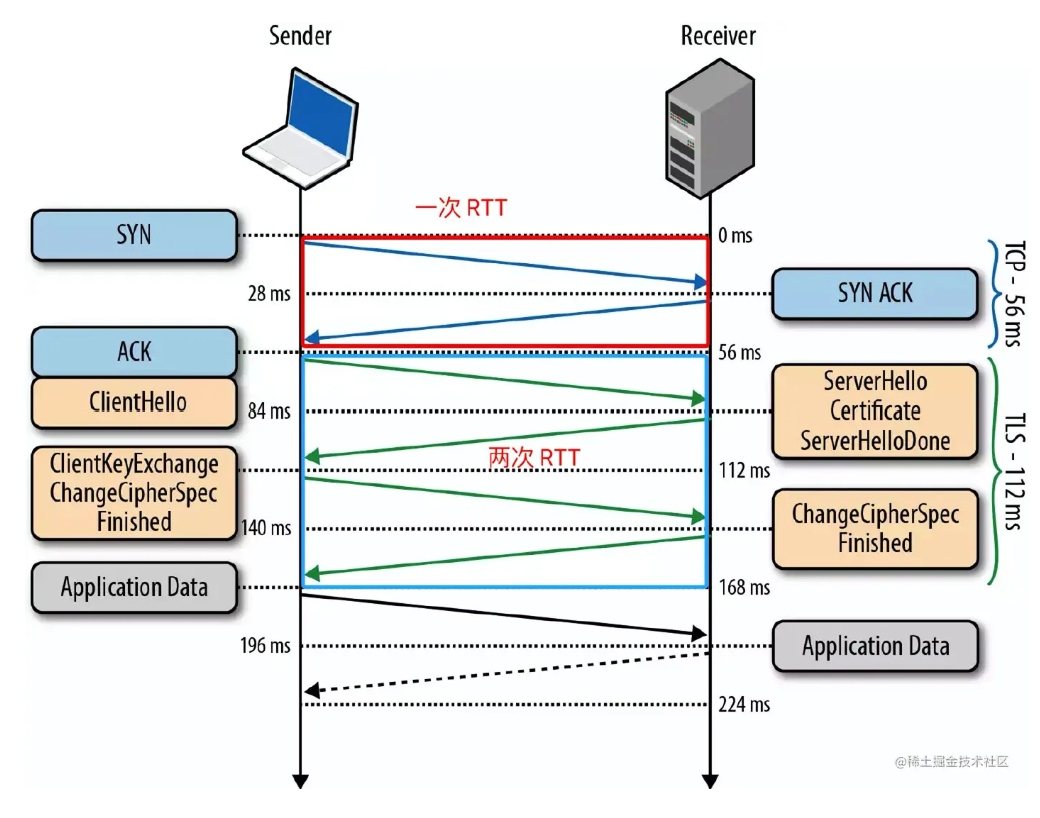 Sender
Receiver
一次 RTT
SYN
0 ms
28 ms
SYN ACK
TCP - 56 ms
ACK
56 ms
ClientHello
84 ms
ServerHello
Certificate
ServerHelloDone
ClientKeyExchange
ChangeCipherSpec
Finished
两次 RTT
112 ms
TLS - 112 ms
140 ms
ChangeCipherSpec
Finished
Application Data
168 ms
196 ms
Application Data
224 ms
@稀土掘金技术社区